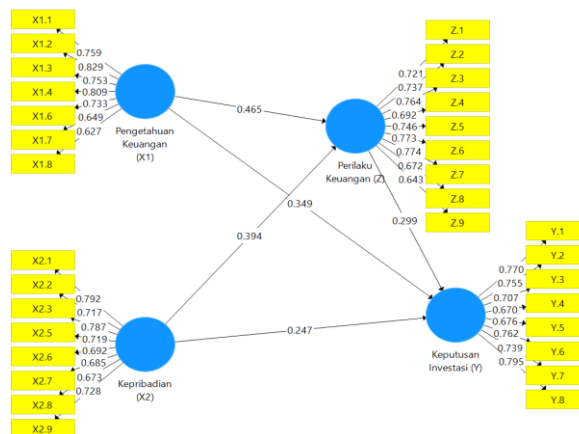 X1.1
X1.2
X1.3
X1.4
X1.6
X1.7
X1.8
0.759
0.829
0.753
0.809
0.733
0.649
0.627
Pengetahuan
Keuangan
(X1)
0.465
0.349
0.394
0.247
0.299
Z.1
Z.2
Z.3
Z.4
Z.5
Z.6
Z.7
Z.8
Z.9
0.721
0.737
0.764
0.692
0.746
0.773
0.774
0.672
0.643
Perilaku
Keuangan (Z)
X2.1
X2.2
X2.3
X2.5
X2.6
X2.7
X2.8
X2.9
0.792
0.717
0.787
0.719
0.692
0.685
0.673
0.728
Kepribadian
(X2)
Y.1
Y.2
Y.3
Y.4
Y.5
Y.6
Y.7
Y.8
0.770
0.755
0.707
0.670
0.676
0.762
0.739
0.795
Keputusan
Investasi (Y)